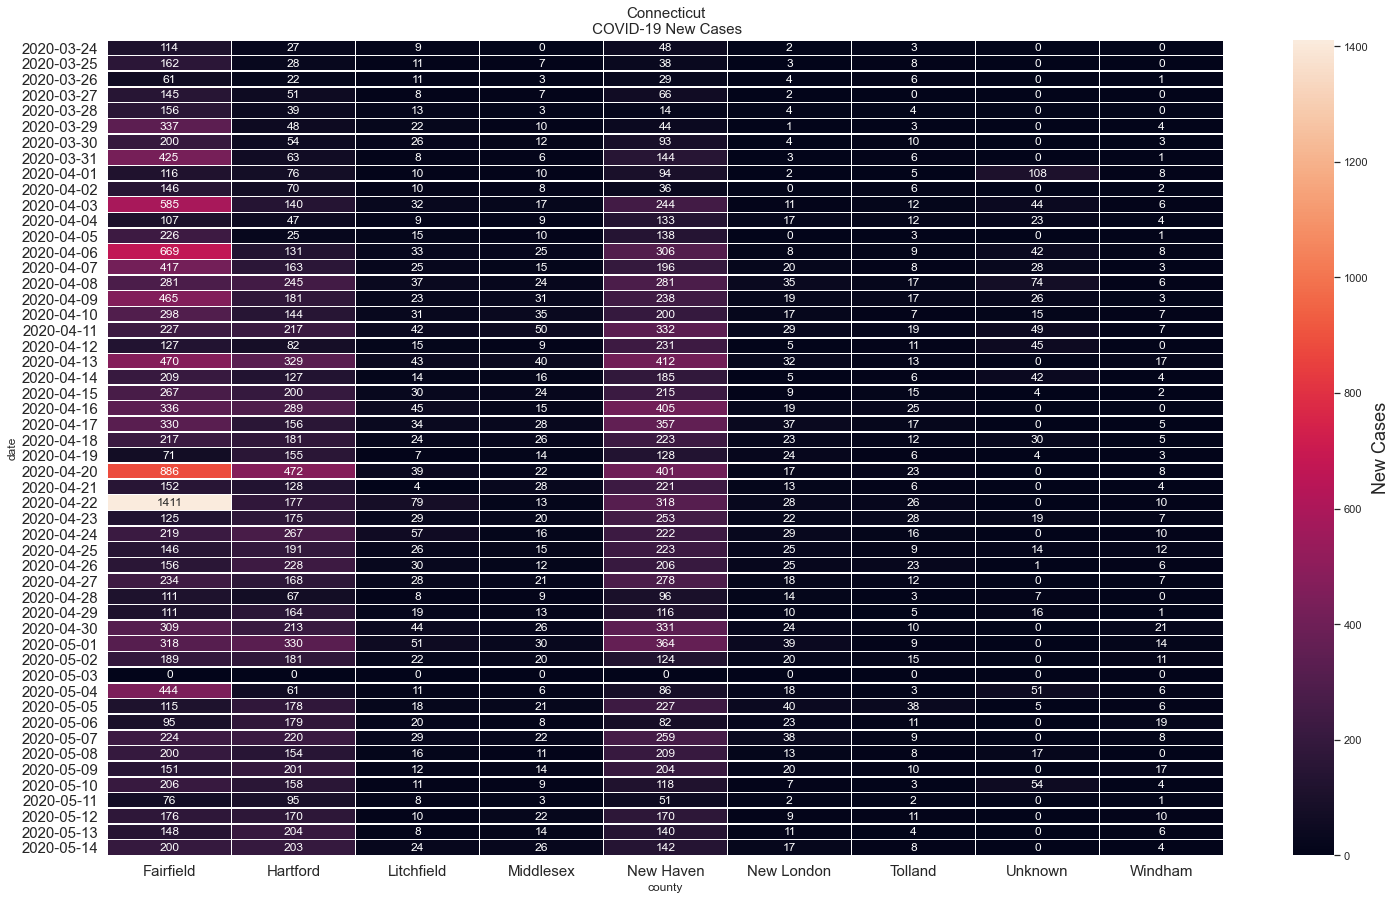 Connecticut
COVID-19 New Cases
2020-03-24 114 27 9 0 48 2 3 0 0
2020-03-25 162 28 11 7 38 3 8 0 0
2020-03-26 61 22 11 3 29 4 6 0 1
2020-03-27 145 51 8 7 66 2 0 0 0
2020-03-28 156 39 13 3 14 4 4 0 0
2020-03-29 337 48 22 10 44 1 3 0 4
2020-03-30 200 54 26 12 93 4 10 0 3
2020-03-31 425 63 8 6 144 3 6 0 1
2020-04-01 116 76 10 10 94 2 5 108 8
2020-04-02 146 70 10 8 36 0 6 0 2
2020-04-03 585 140 32 17 244 11 12 44 6
2020-04-04 107 47 9 9 133 17 12 23 4
2020-04-05 226 25 15 10 138 0 3 0 1
2020-04-06 669 131 33 25 306 8 9 42 8
2020-04-07 417 163 25 15 196 20 8 28 3
2020-04-08 281 245 37 24 281 35 17 74 6
2020-04-09 465 181 23 31 238 19 17 26 3
2020-04-10 298 144 31 35 200 17 7 15 7
2020-04-11 227 217 42 50 332 29 19 49 7
2020-04-12 127 82 15 9 231 5 11 45 0
2020-04-13 470 329 43 40 412 32 13 0 17
2020-04-14 209 127 14 16 185 5 6 42 4
2020-04-15 267 200 30 24 215 9 15 4 2
2020-04-16 336 289 45 15 405 19 25 0 0
2020-04-17 330 156 34 28 357 37 17 0 5
2020-04-18 217 181 24 26 223 23 12 30 5
2020-04-19 71 155 7 14 128 24 6 4 3
2020-04-20 886 472 39 22 401 17 23 0 8
2020-04-21 152 128 4 28 221 13 6 0 4
2020-04-22 1411 177 79 13 318 28 26 0 10
2020-04-23 125 175 29 20 253 22 28 19 7
2020-04-24 219 267 57 16 222 29 16 0 10
2020-04-25 146 191 26 15 223 25 9 14 12
2020-04-26 156 228 30 12 206 25 23 1 6
2020-04-27 234 168 28 21 278 18 12 0 7
2020-04-28 111 67 8 9 96 14 3 7 0
2020-04-29 111 164 19 13 116 10 5 16 1
2020-04-30 309 213 44 26 331 24 10 0 21
2020-05-01 318 330 51 30 364 39 9 0 14
2020-05-02 189 181 22 20 124 20 15 0 11
2020-05-03 0 0 0 0 0 0 0 0 0
2020-05-04 444 61 11 6 86 18 3 51 6
2020-05-05 115 178 18 21 227 40 38 5 6
2020-05-06 95 179 20 8 82 23 11 0 19
2020-05-07 224 220 29 22 259 38 9 0 8
2020-05-08 200 154 16 11 209 13 8 17 0
2020-05-09 151 201 12 14 204 20 10 0 17
2020-05-10 206 158 11 9 118 7 3 54 4
2020-05-11 76 95 8 3 51 2 2 0 1
2020-05-12 176 170 10 22 170 9 11 0 10
2020-05-13 148 204 8 14 140 11 4 0 6
2020-05-14 200 203 24 26 142 17 8 0 4
Fairfield Hartford Litchfield Middlesex New Haven New London Tolland Unknown Windham
county
date
1400
1200
1000
800
600
400
200
0
New Cases